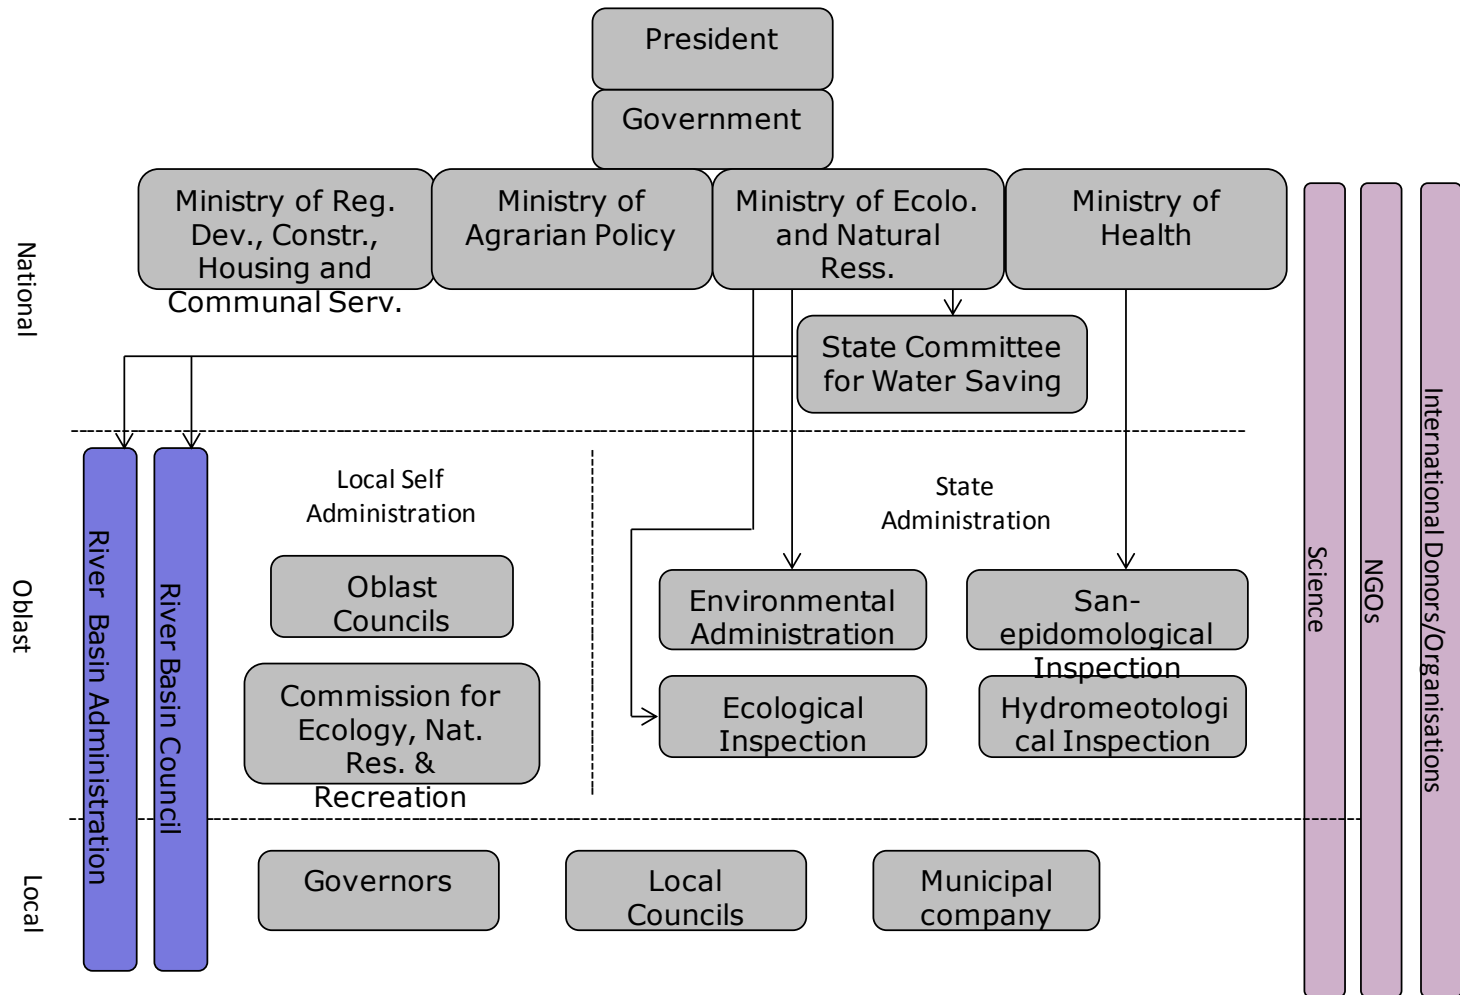 President
Government
Ministry of Reg.
Dev., Constr.,
Housing and
Communal Serv.
Ministry of
Agrarian Policy
Ministry of Ecolo.
and Natural
Ress.
Ministry of
Health
National
State Committee
for Water Saving
Local Self
Administration
State
Administration
Oblast
River Basin Administration
River Basin Council
Oblast
Councils
Commission for
Ecology, Nat.
Res. &
Recreation
Environmental
Administration
San-
epidomological
Inspection
Ecological
Inspection
Hydromeotologi
cal Inspection
Science
NGOs
International Donors/Organisations
Local
Governors
Local
Councils
Municipal
company